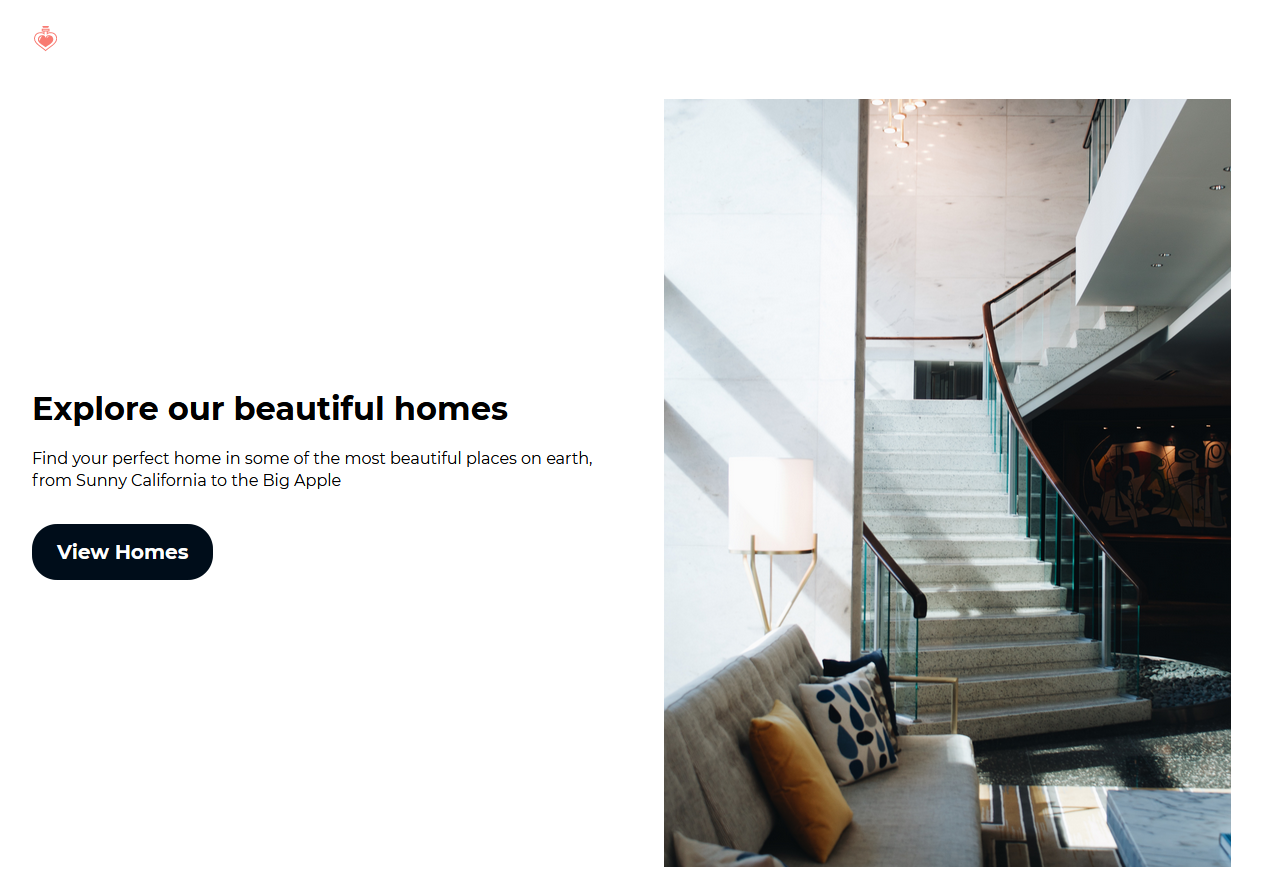 Explore our beautiful homes
Find your perfect home in some of the most beautiful places on earth,
from Sunny California to the Big Apple
View Homes